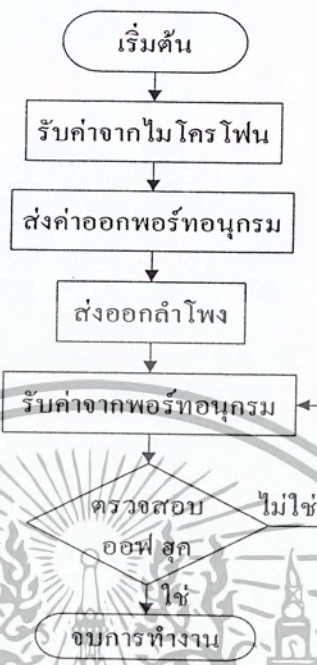 เริ่มต้น
รับค่าจากไมโครโฟน
ส่งค่าออกพอร์ทอนุกรม
ส่งออกลำโพง
รับค่าจากพอร์ทอนุกรม
ตรวจสอบ
ออฟ ฮุค
ไม่ใช่
ใช่
จบการทำงาน